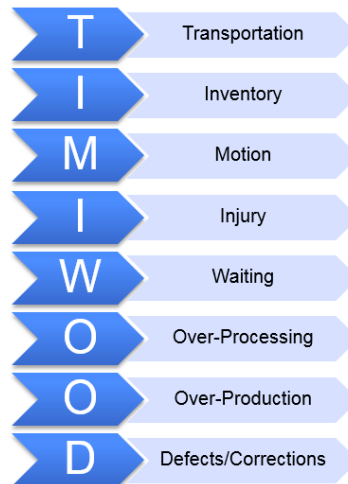 T Transportation
I Inventory
M Motion
I Injury
W Waiting
O Over-Processing
O Over-Production
D Defects/Corrections